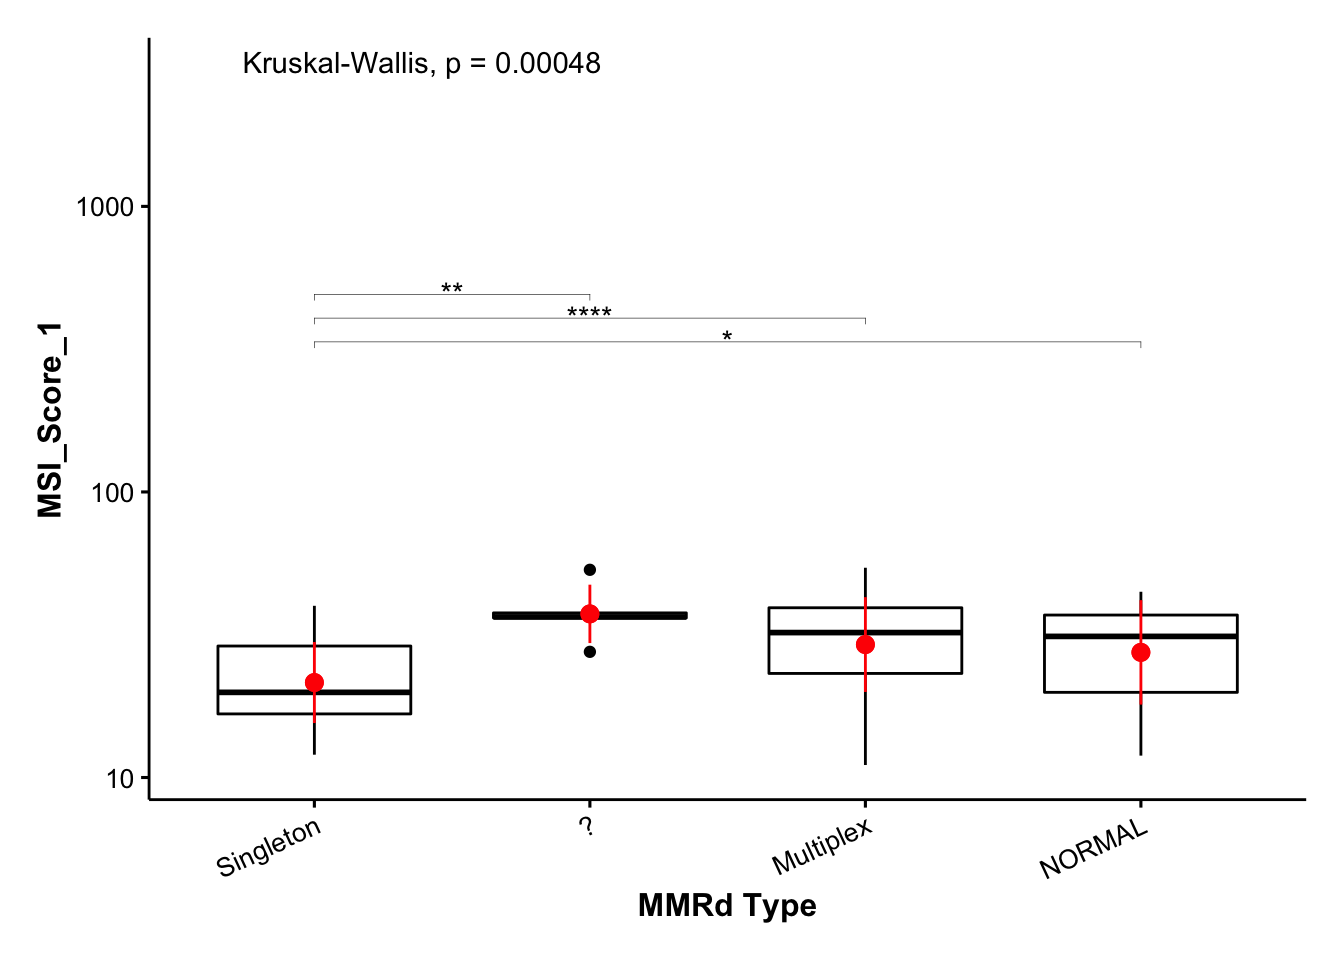 Kruskal-Wallis, p = 0.00048
MSI_Score_1
1000
100
10
**
****
*
Singleton
?
Multiplex
NORMAL
MMRd Type